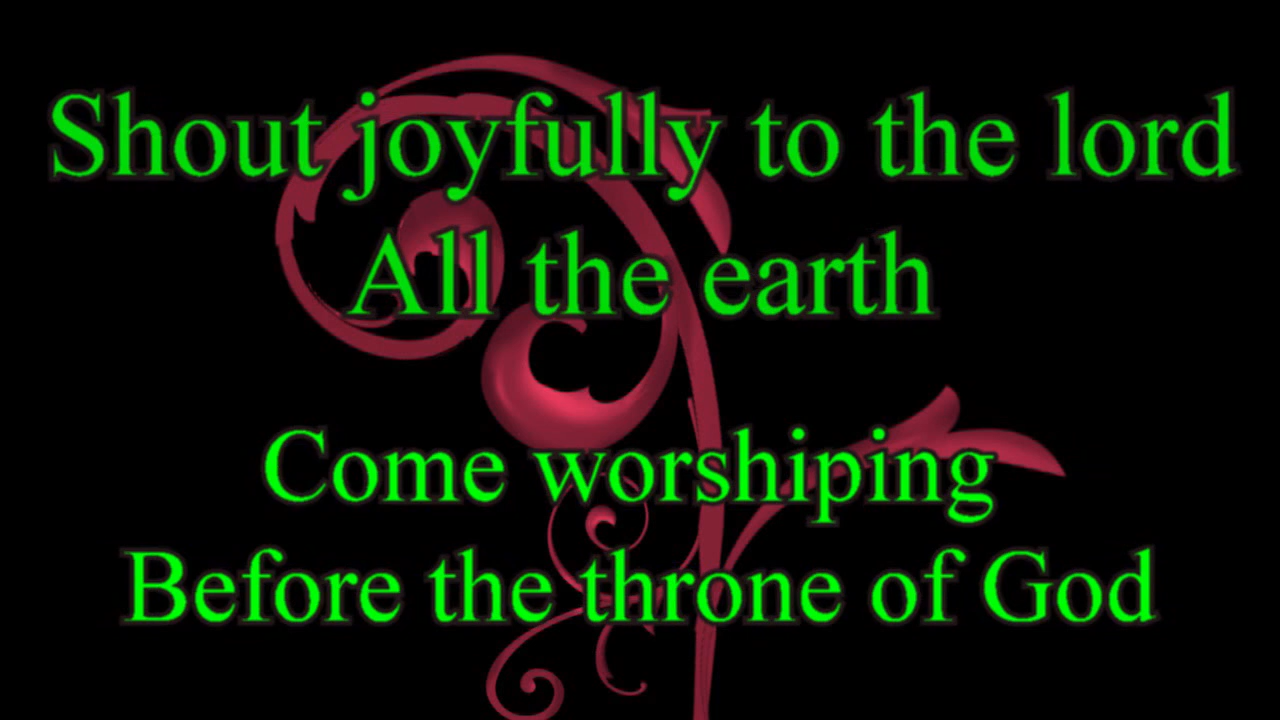 Shout joyfully to the lord
All the earth
Come worshiping
Before the throne of God